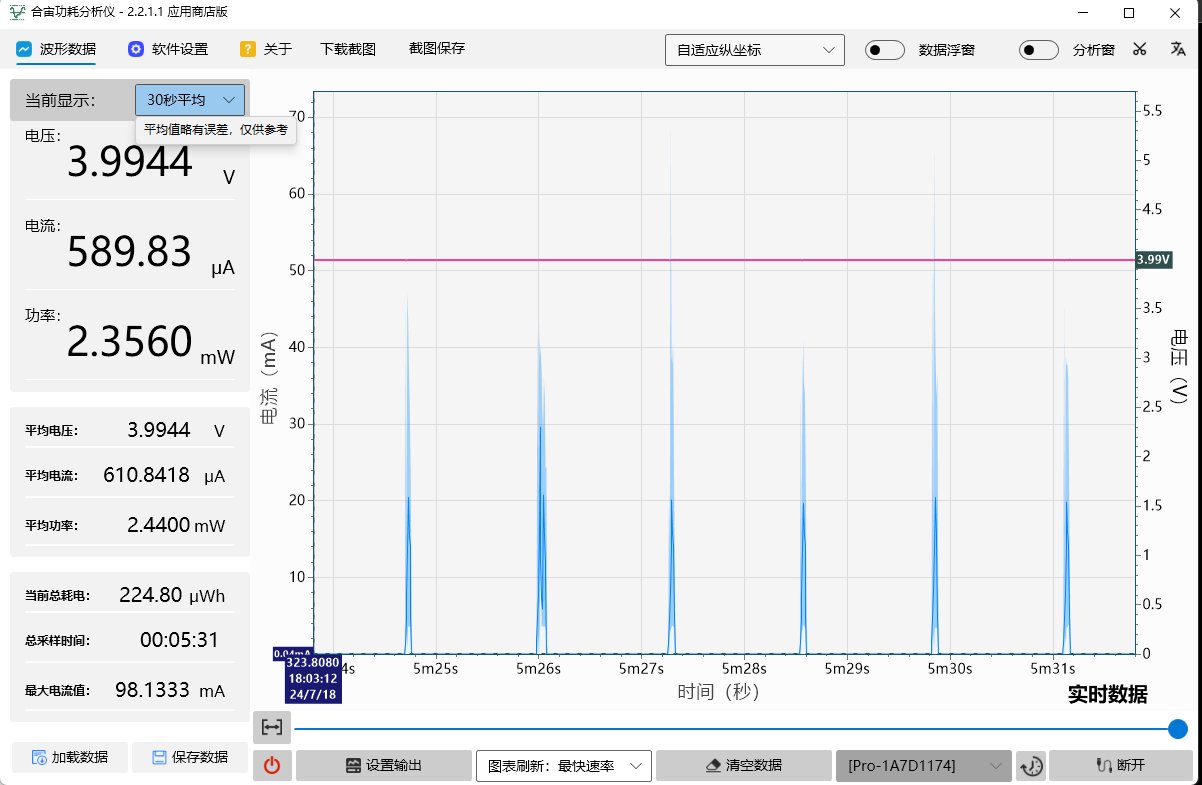 合宙功耗分析仪 - 2.2.1.1 应用商店版
波形数据 软件设置 关于 下载截图 截图保存 自适应纵坐标 数据浮窗 分析窗
当前显示： 30秒平均
平均值略有误差，仅供参考
电压：
3.9944 V
电流：
589.83 μA
功率：
2.3560 mW
平均电压： 3.9944 V
平均电流： 610.8418 μA
平均功率： 2.4400 mW
当前总耗电： 224.80 μWh
总采样时间： 00:05:31
最大电流值： 98.1333 mA
加载数据 保存数据
电流（mA）
70
60
50
40
30
20
10
0.04mA
323.8080
18:03:12
24/7/18
4s 5m25s 5m26s 5m27s 5m28s 5m29s 5m30s 5m31s
时间（秒）
实时数据
5.5
5
4.5
3.99V
3.5
3
2.5
2
1.5
1
0.5
0
电压（V）
设置输出 图表刷新：最快速率 清空数据 [Pro-1A7D1174] 断开